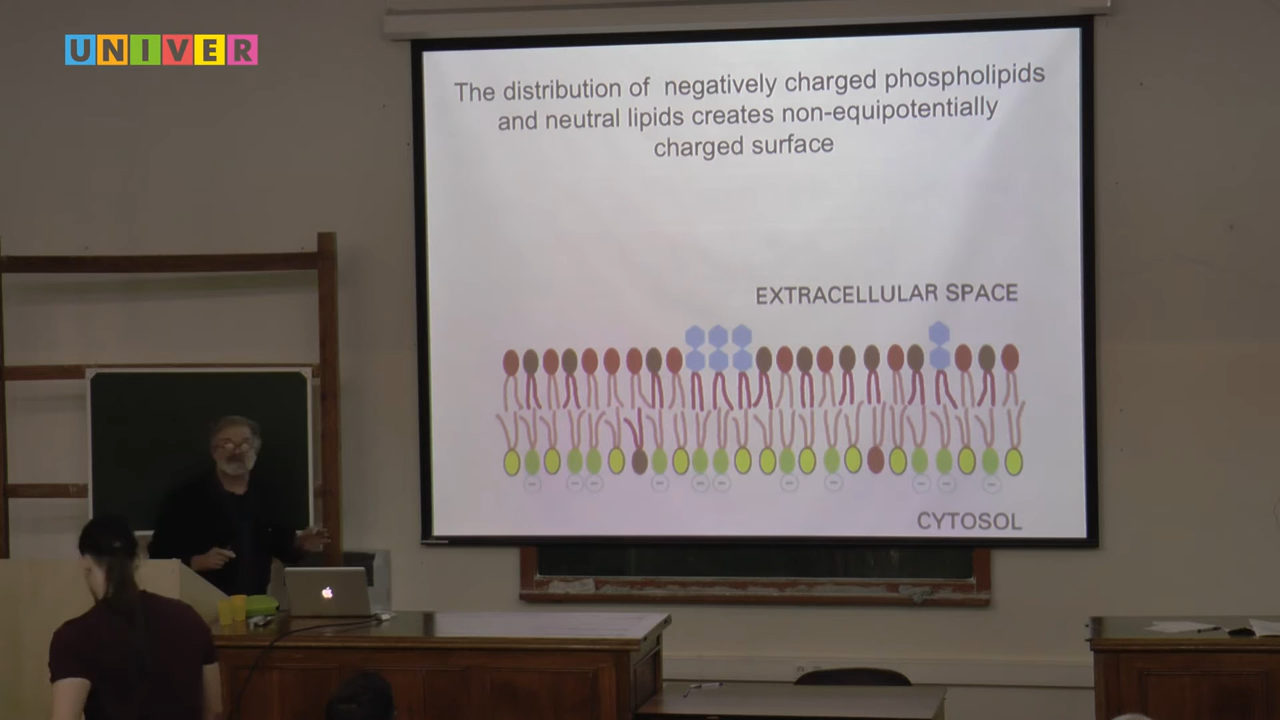 UNIVER
The distribution of negatively charged phospholipids
and neutral lipids creates non-equipotentially
charged surface
EXTRACELLULAR SPACE
CYTOSOL